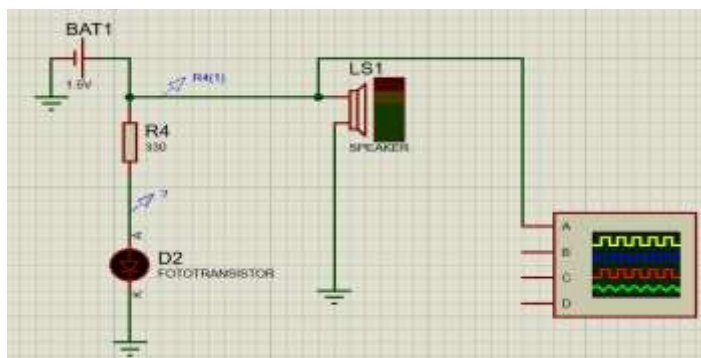 BAT1
1.5V
R4(1)
LS1
SPEAKER
R4
330
?
A
D2
FOTOTRANSISTOR
K
A
B
C
D